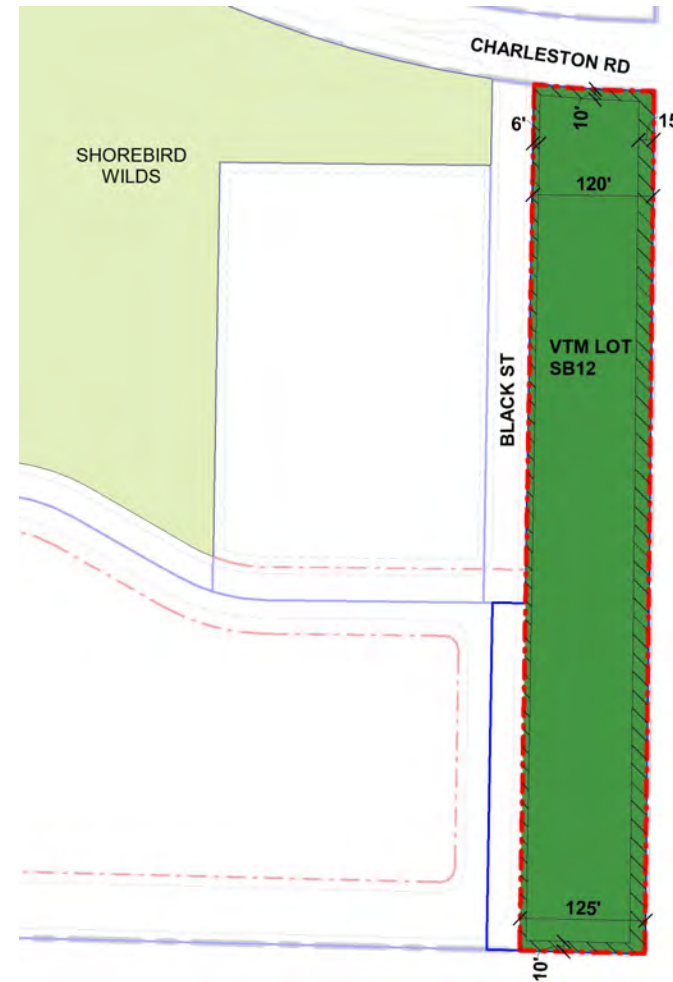 CHARLESTON RD
6'
10'
15
SHOREBIRD
WILDS
120'
VTM LOT
SB12
BLACK ST
125'
10'